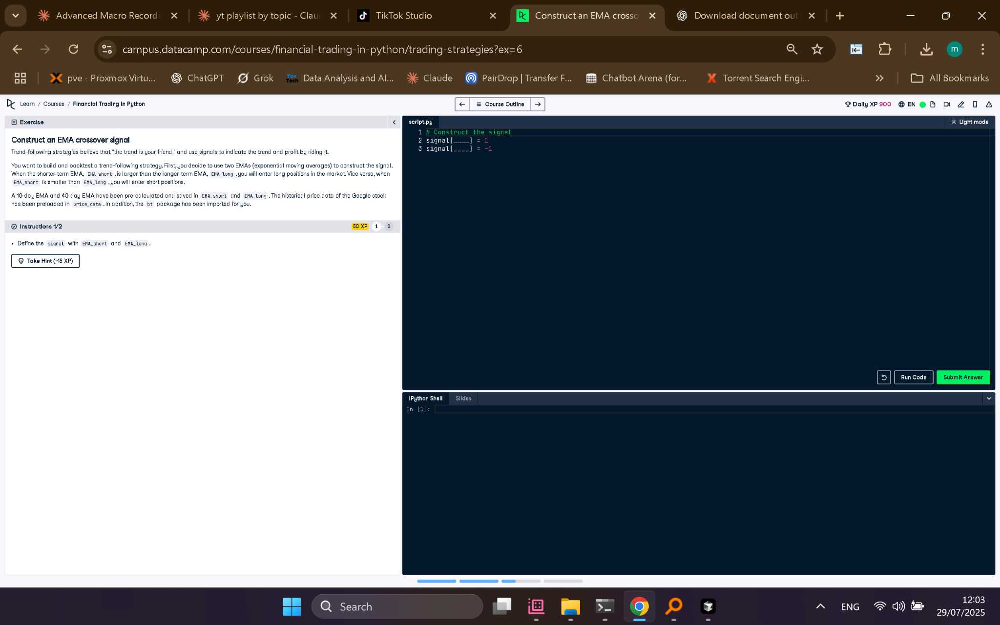 Advanced Macro Recordi
yt playlist by topic - Clau
TikTok Studio
Construct an EMA crosso
Download document out
campus.datacamp.com/courses/financial-trading-in-python/trading-strategies?ex=6
m
pve - Proxmox Virtu...
ChatGPT
Grok
Tov Tech
Data Analysis and AI...
Claude
PairDrop | Transfer F...
Chatbot Arena (for...
Torrent Search Engi...
All Bookmarks
Learn / Courses / Financial Trading in Python
Course Outline
Daily XP 900
EN
Exercise
Construct an EMA crossover signal
Trend-following strategies believe that "the trend is your friend," and use signals to indicate the trend and profit by riding it.
You want to build and backtest a trend-following strategy. First, you decide to use two EMAs (exponential moving averages) to construct the signal.
When the shorter-term EMA, EMA_short , is larger than the longer-term EMA, EMA_long , you will enter long positions in the market. Vice versa, when
EMA_short is smaller than EMA_long , you will enter short positions.
A 10-day EMA and 40-day EMA have been pre-calculated and saved in EMA_short and EMA_long . The historical price data of the Google stock
has been preloaded in price_data . In addition, the bt package has been imported for you.
Instructions 1/2
50 XP
1
2
• Define the signal with EMA_short and EMA_long .
Take Hint (-15 XP)
script.py
Light mode
1 # Construct the signal
2 signal[____] = 1
3 signal[____] = -1
Run Code
Submit Answer
IPython Shell
Slides
In [1]:
Search
ENG
12:03
29/07/2025